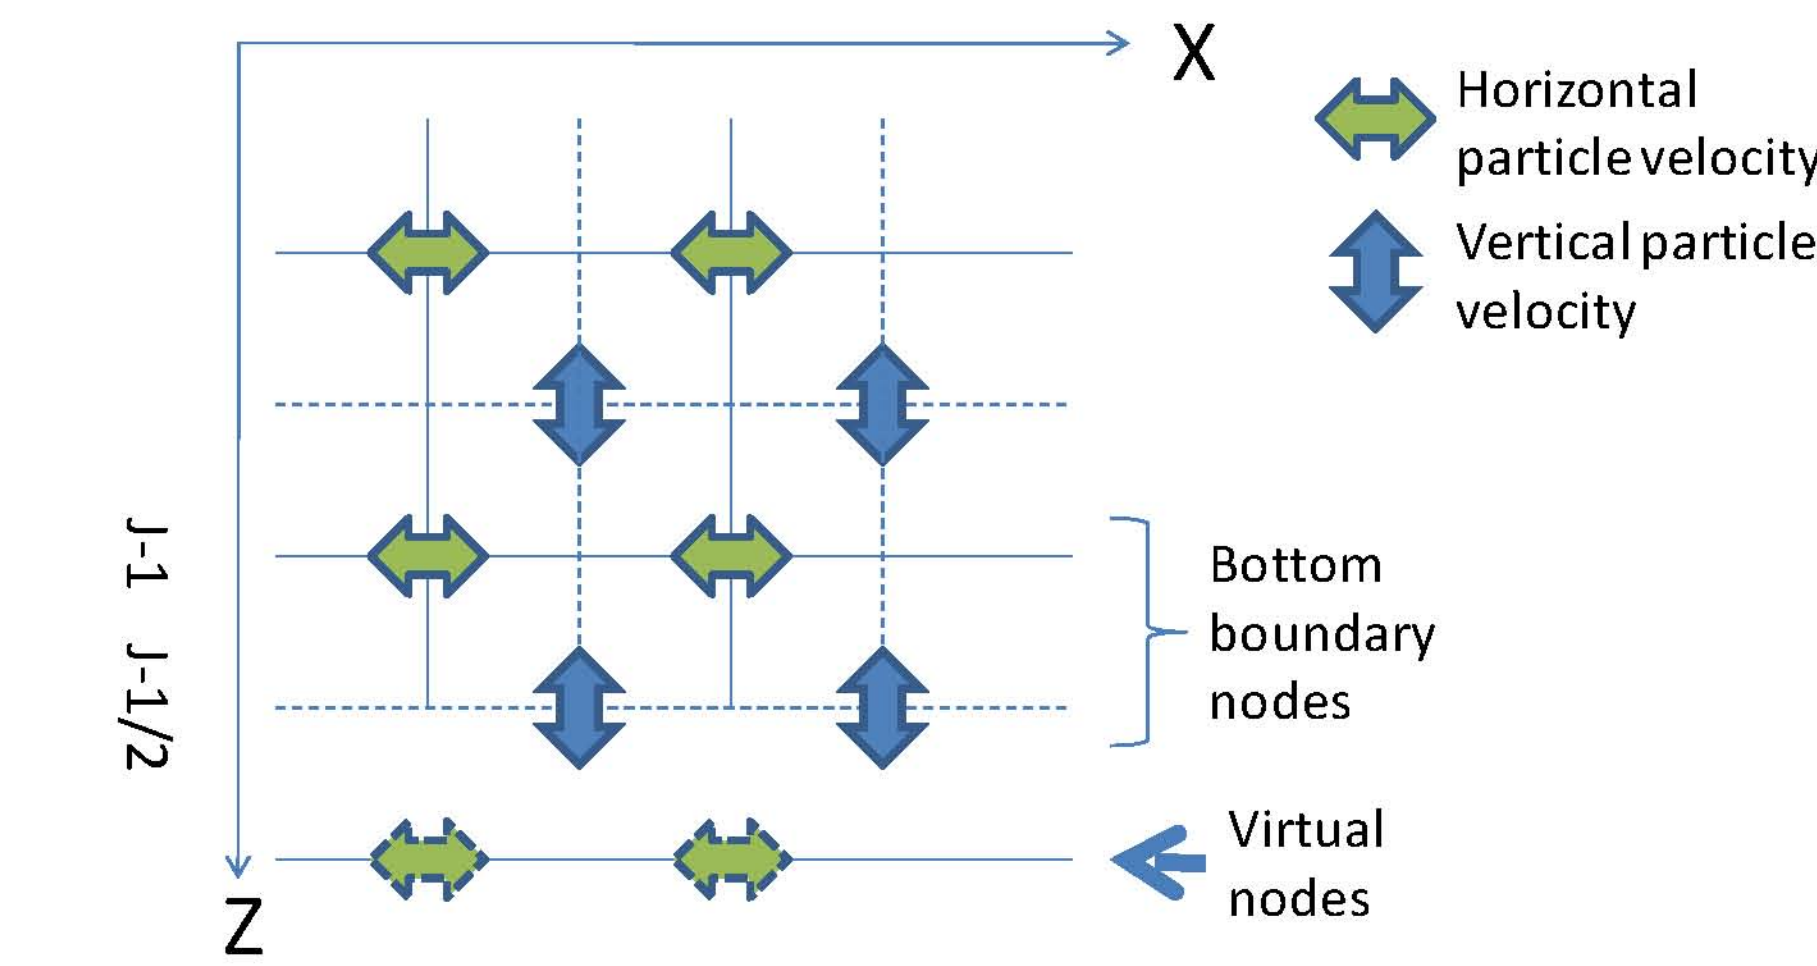 X
Horizontal
particle velocity
Vertical particle
velocity
J-1 J-1/2
Bottom
boundary
nodes
Virtual
nodes
Z